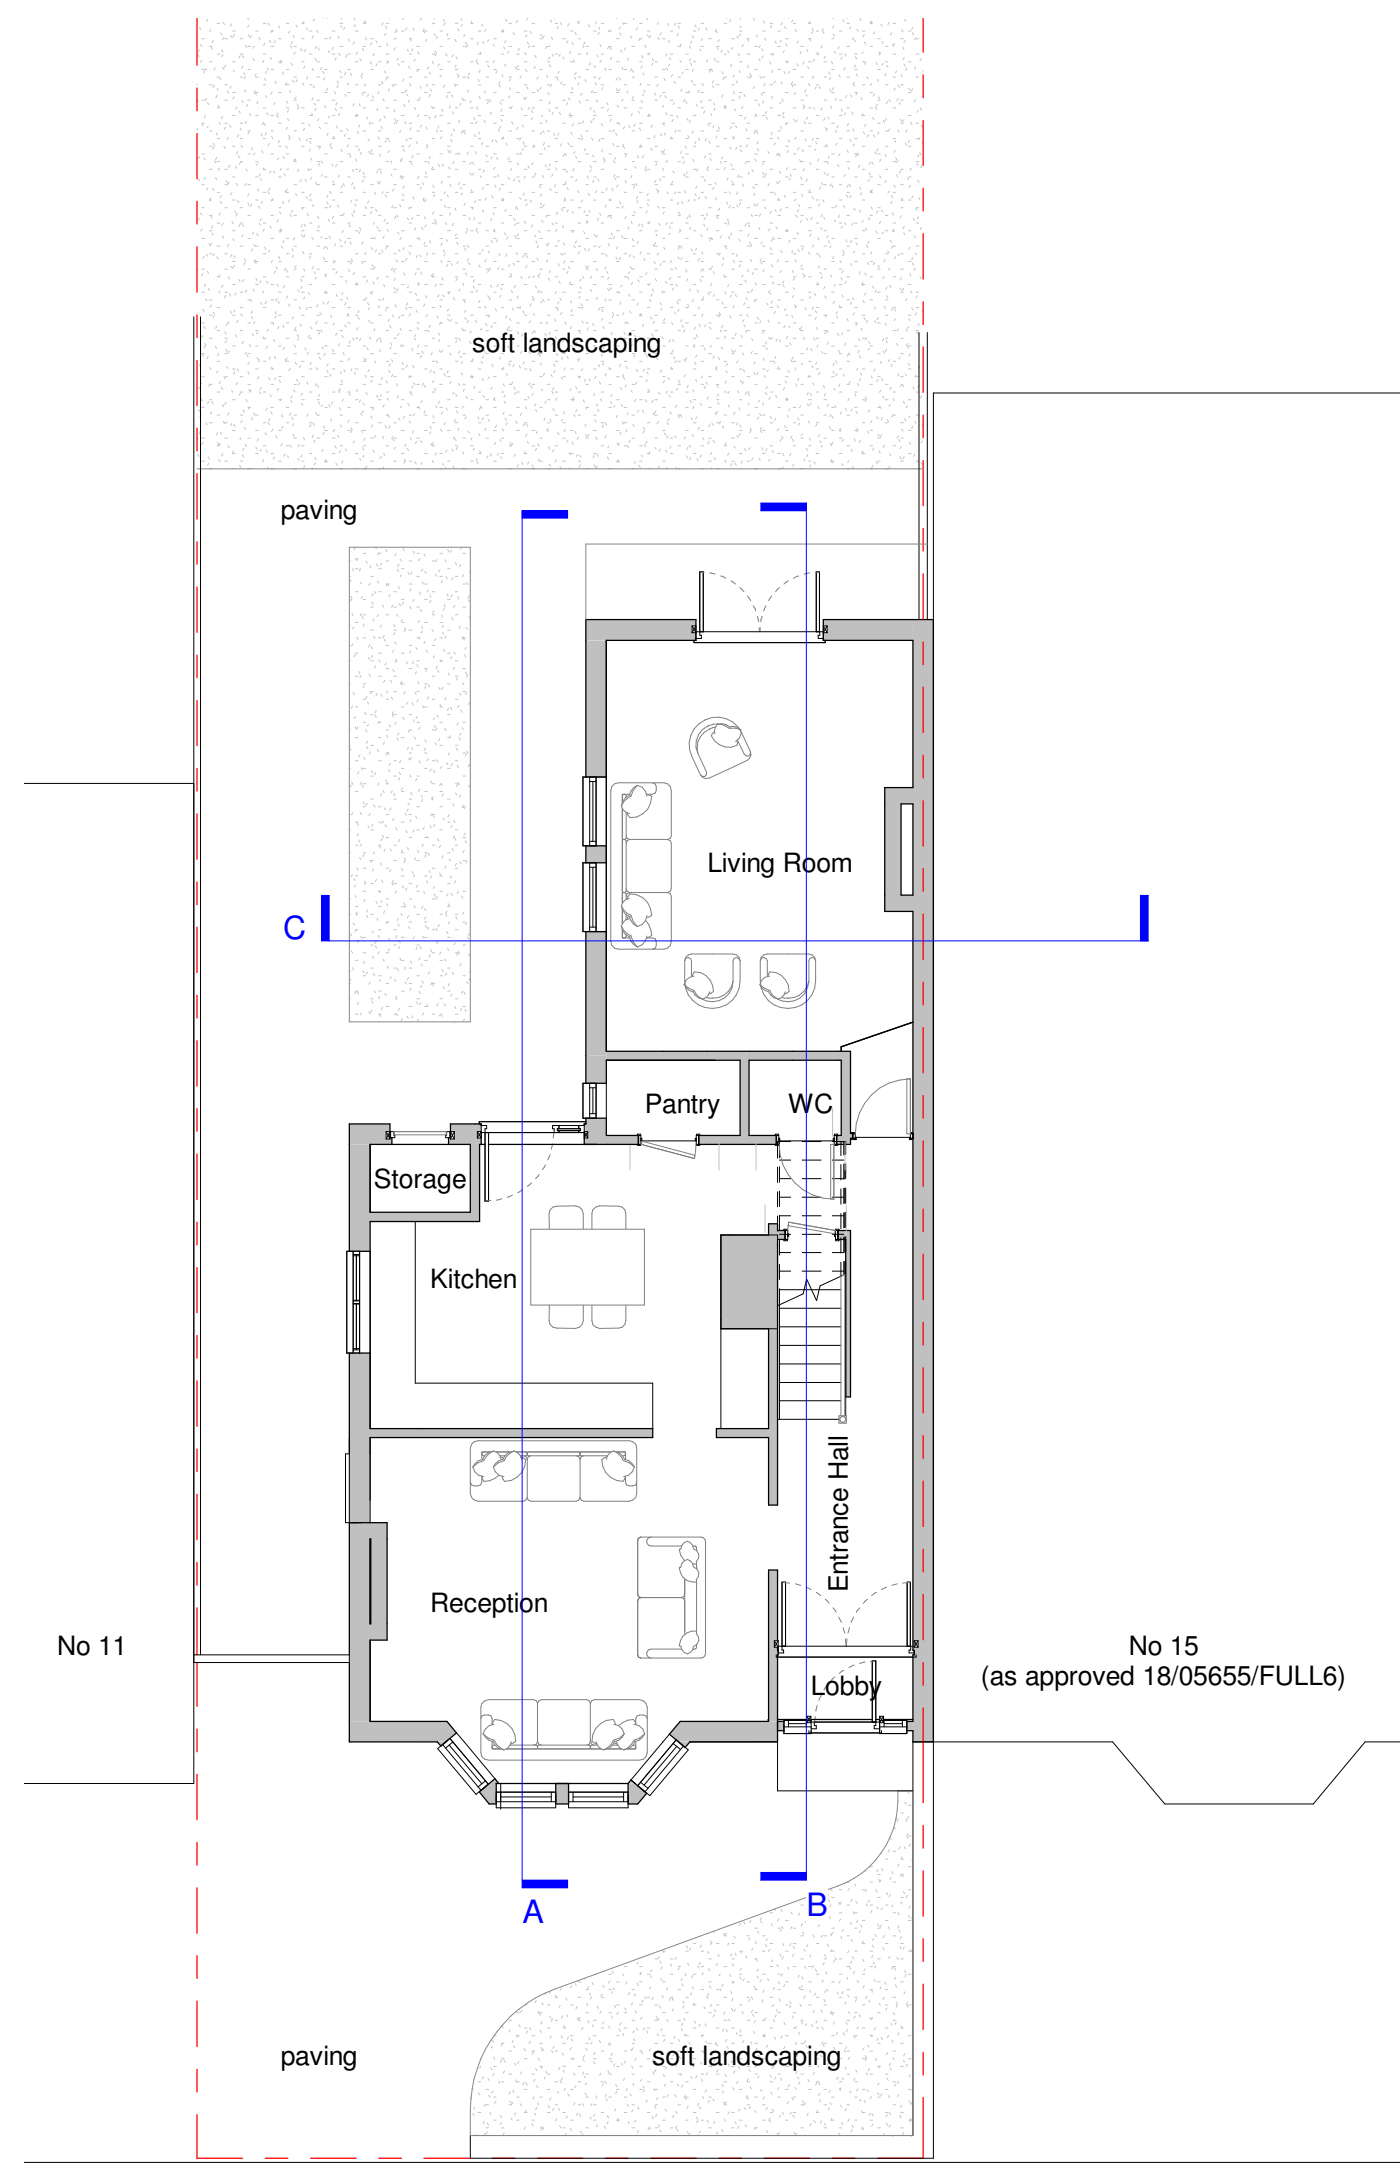 soft landscaping
paving
Living Room
C
Pantry
WC
Storage
Kitchen
Entrance Hall
Reception
No 11
No 15
(as approved 18/05655/FULL6)
Lobby
A
B
paving
soft landscaping